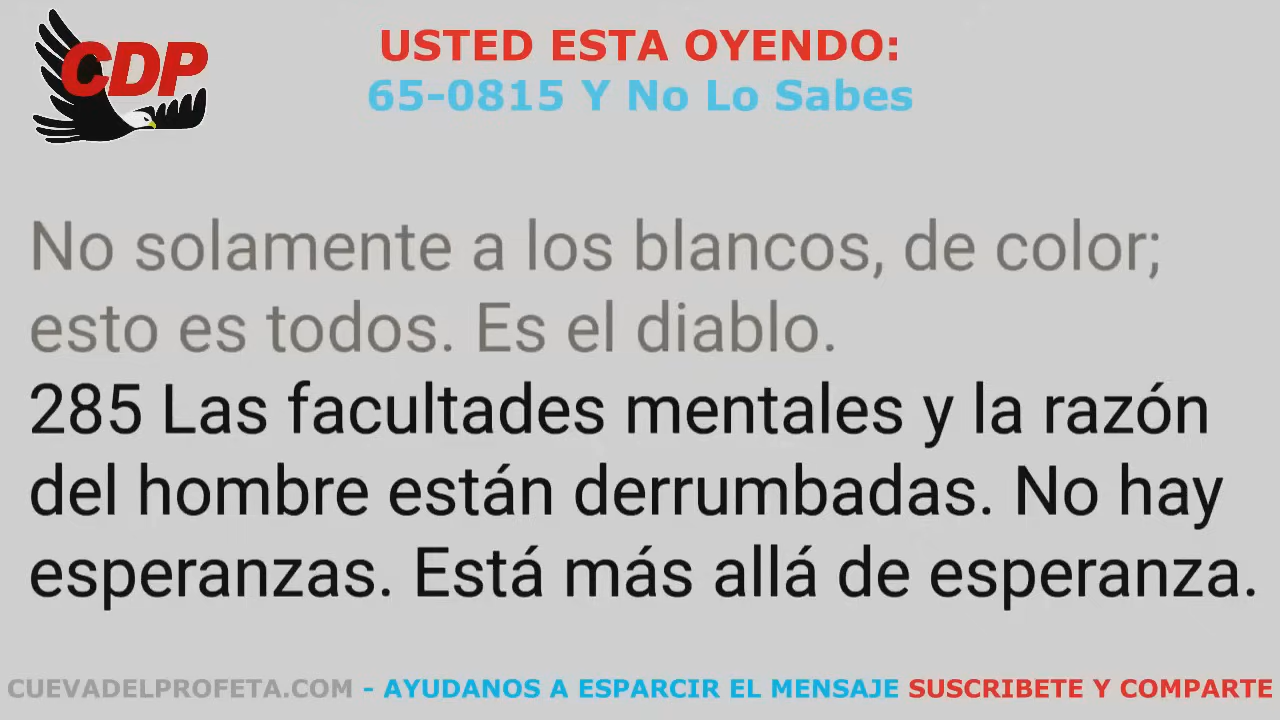 CDP
USTED ESTA OYENDO:
65-0815 Y No Lo Sabes
No solamente a los blancos, de color;
esto es todos. Es el diablo.
285 Las facultades mentales y la razón
del hombre están derrumbadas. No hay
esperanzas. Está más allá de esperanza.
CUEVADELPROFETA.COM - AYUDANOS A ESPARCIR EL MENSAJE SUSCRIBETE Y COMPARTE